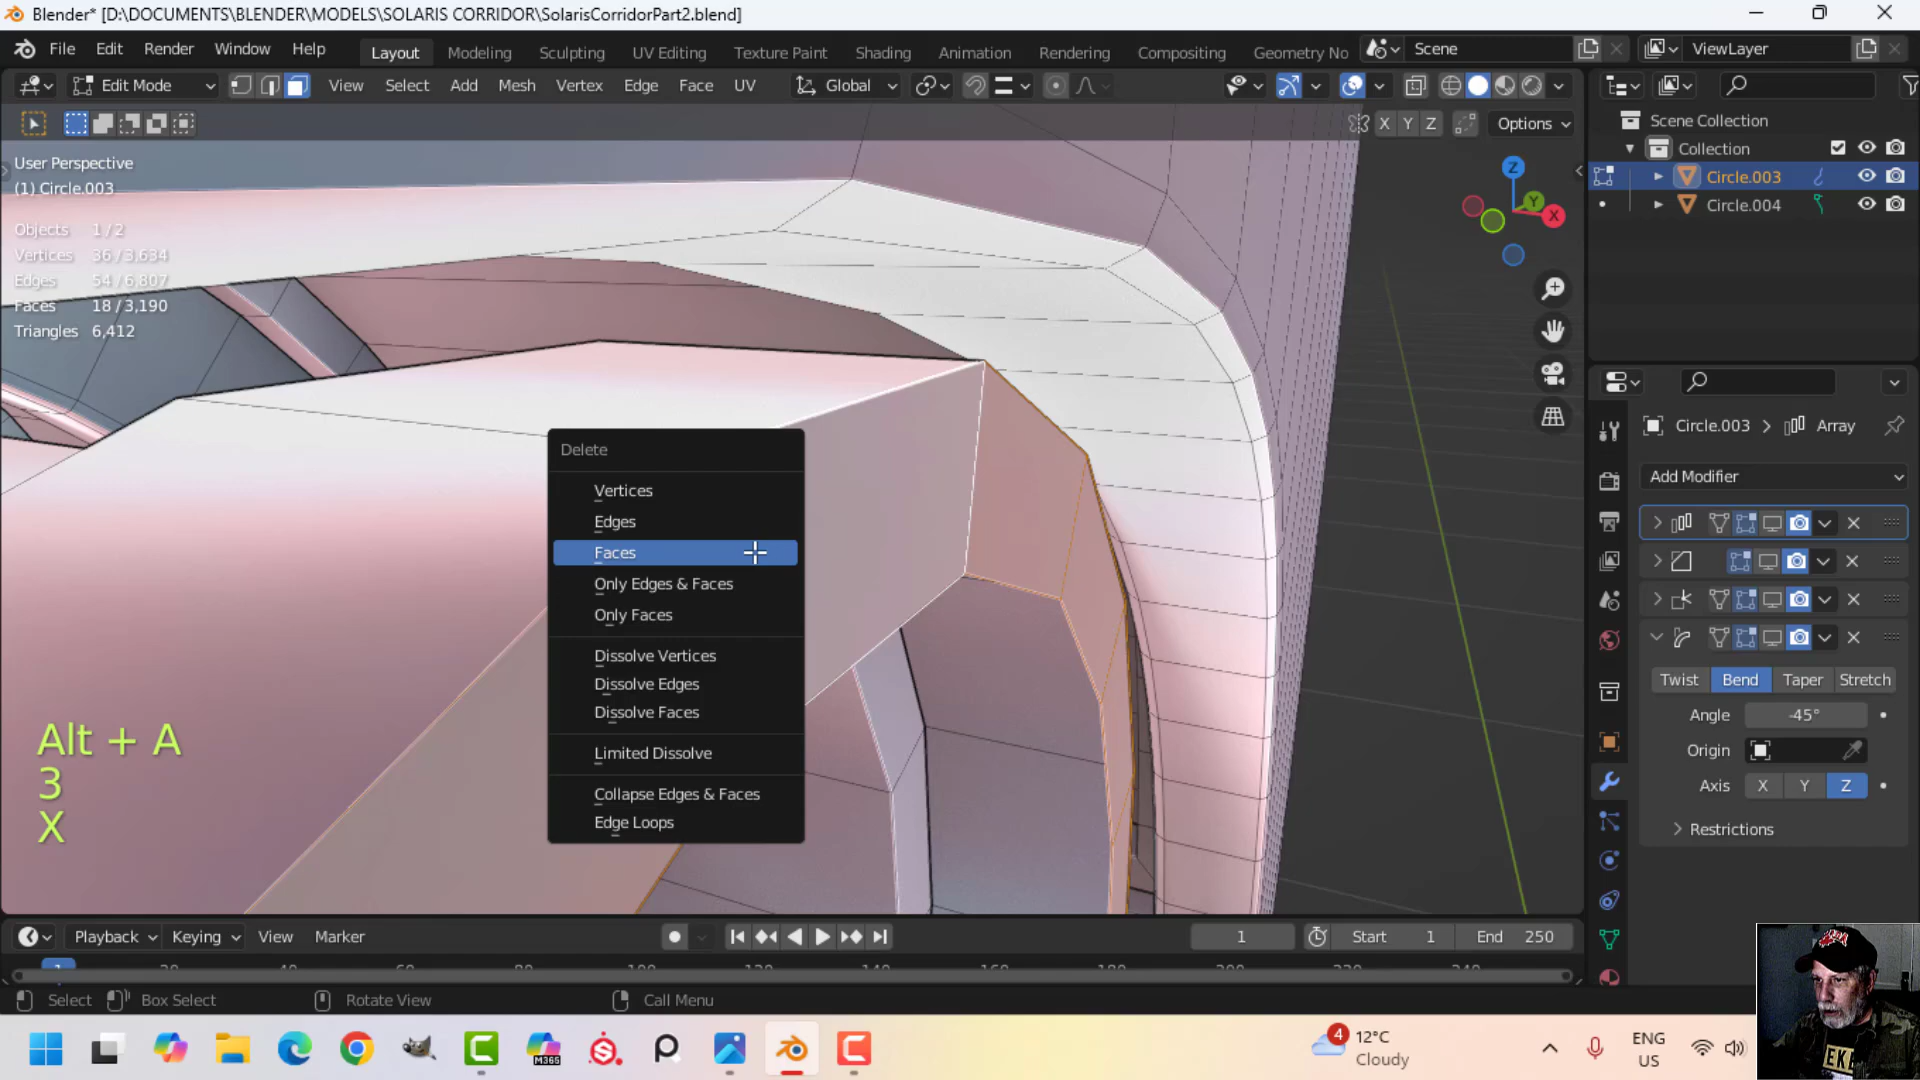 Blender* [D:\DOCUMENTS\BLENDER\MODELS\SOLARIS CORRIDOR\SolarisCorridorPart2.blend]
File Edit Render Window Help Layout Modeling Sculpting UV Editing Texture Paint Shading Animation Rendering Compositing Geometry No Scene ViewLayer
Edit Mode View Select Add Mesh Vertex Edge Face UV Global
X Y Z Options
User Perspective
(1) Circle.003
Objects 1 / 2
Vertices 36 / 3,634
Edges 54 / 6,807
Faces 18 / 3,190
Triangles 6,412
Z Y X
Scene Collection
Collection
Circle.003
Circle.004
Circle.003 > Array
Add Modifier
Twist Bend Taper Stretch
Angle -45°
Origin
Axis X Y Z
Restrictions
Delete
Vertices
Edges
Faces
Only Edges & Faces
Only Faces
Dissolve Vertices
Dissolve Edges
Dissolve Faces
Limited Dissolve
Collapse Edges & Faces
Edge Loops
Alt + A
3
X
Playback Keying View Marker 1 Start 1 End 250
Select Box Select Rotate View Call Menu
M365
4
12°C
Cloudy
ENG
US